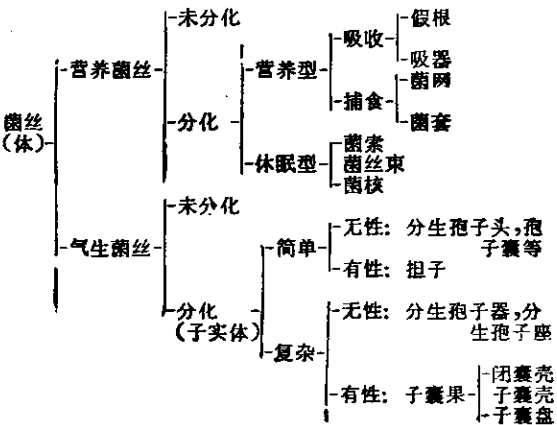 未分化
假根
吸收
吸器
营养菌丝
营养型
菌网
捕食
菌丝
(体)
分化
菌套
菌索
休眠型
菌丝束
菌核
未分化
无性: 分生孢子头,孢
子囊等
气生菌丝
简单
有性: 担子
分化
(子实体)
无性: 分生孢子器,分
生孢子座
复杂
闭囊壳
有性: 子囊果
子囊壳
子囊盘